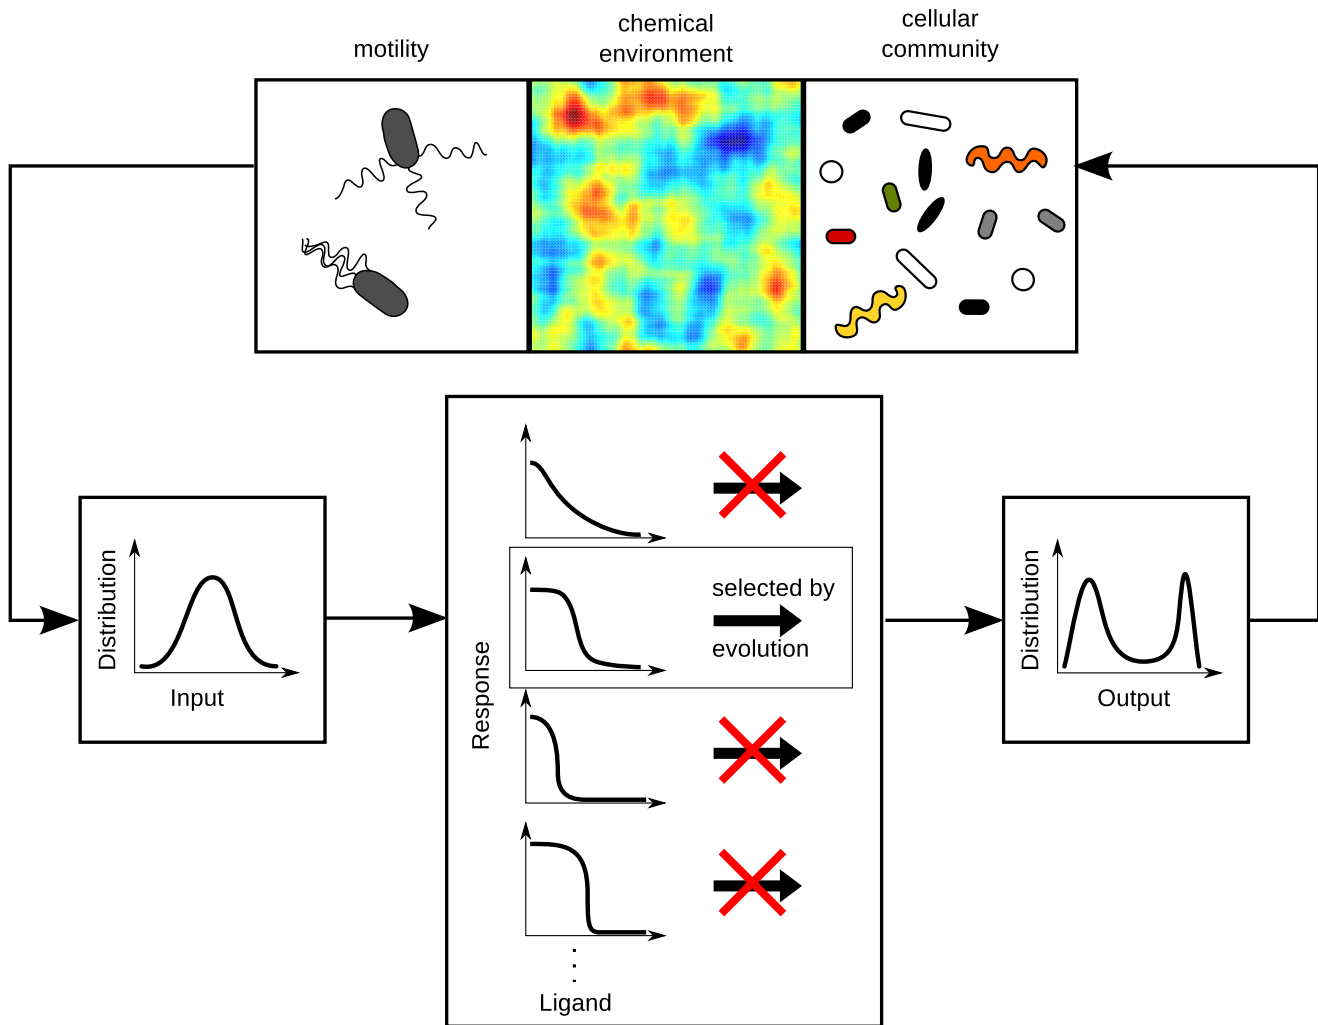 motility
chemical
environment
cellular
community
Distribution
Input
Response
selected by
evolution
Ligand
Distribution
Output